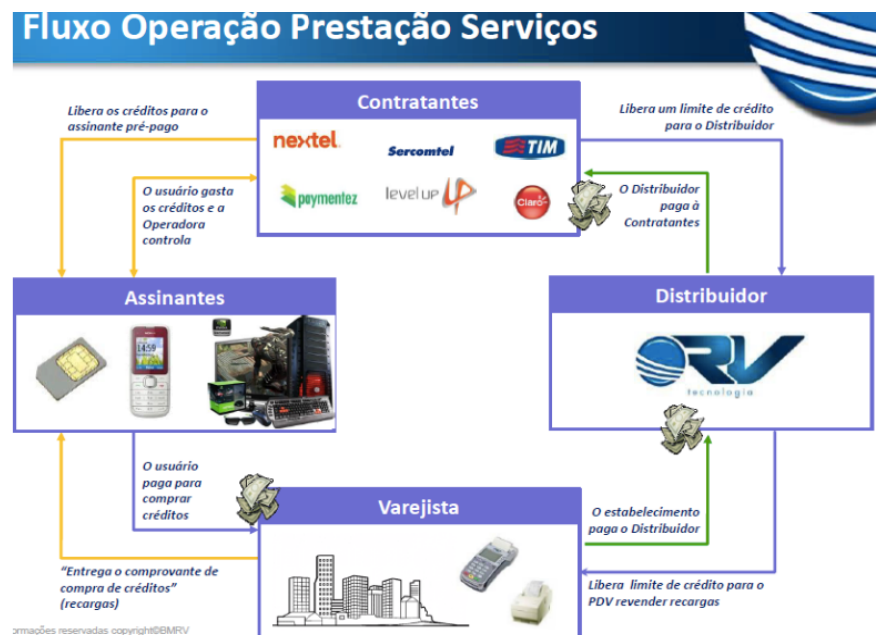 Fluxo Operação Prestação Serviços
Contratantes
Libera os créditos para o
assinante pré-pago
Libera um limite de crédito
para o Distribuidor
nextel
Sercomtel
TIM
paymentez
level up
Claro
O usuário gasta
os créditos e a
Operadora
controla
O Distribuidor
paga à
Contratantes
Assinantes
Distribuidor
14:59
RV
tecnologia
O usuário
paga para
comprar
créditos
Varejista
O estabelecimento
paga o Distribuidor
"Entrega o comprovante de
compra de créditos"
(recargas)
Libera limite de crédito para o
PDV revender recargas
ormações reservadas copyright©BMRV